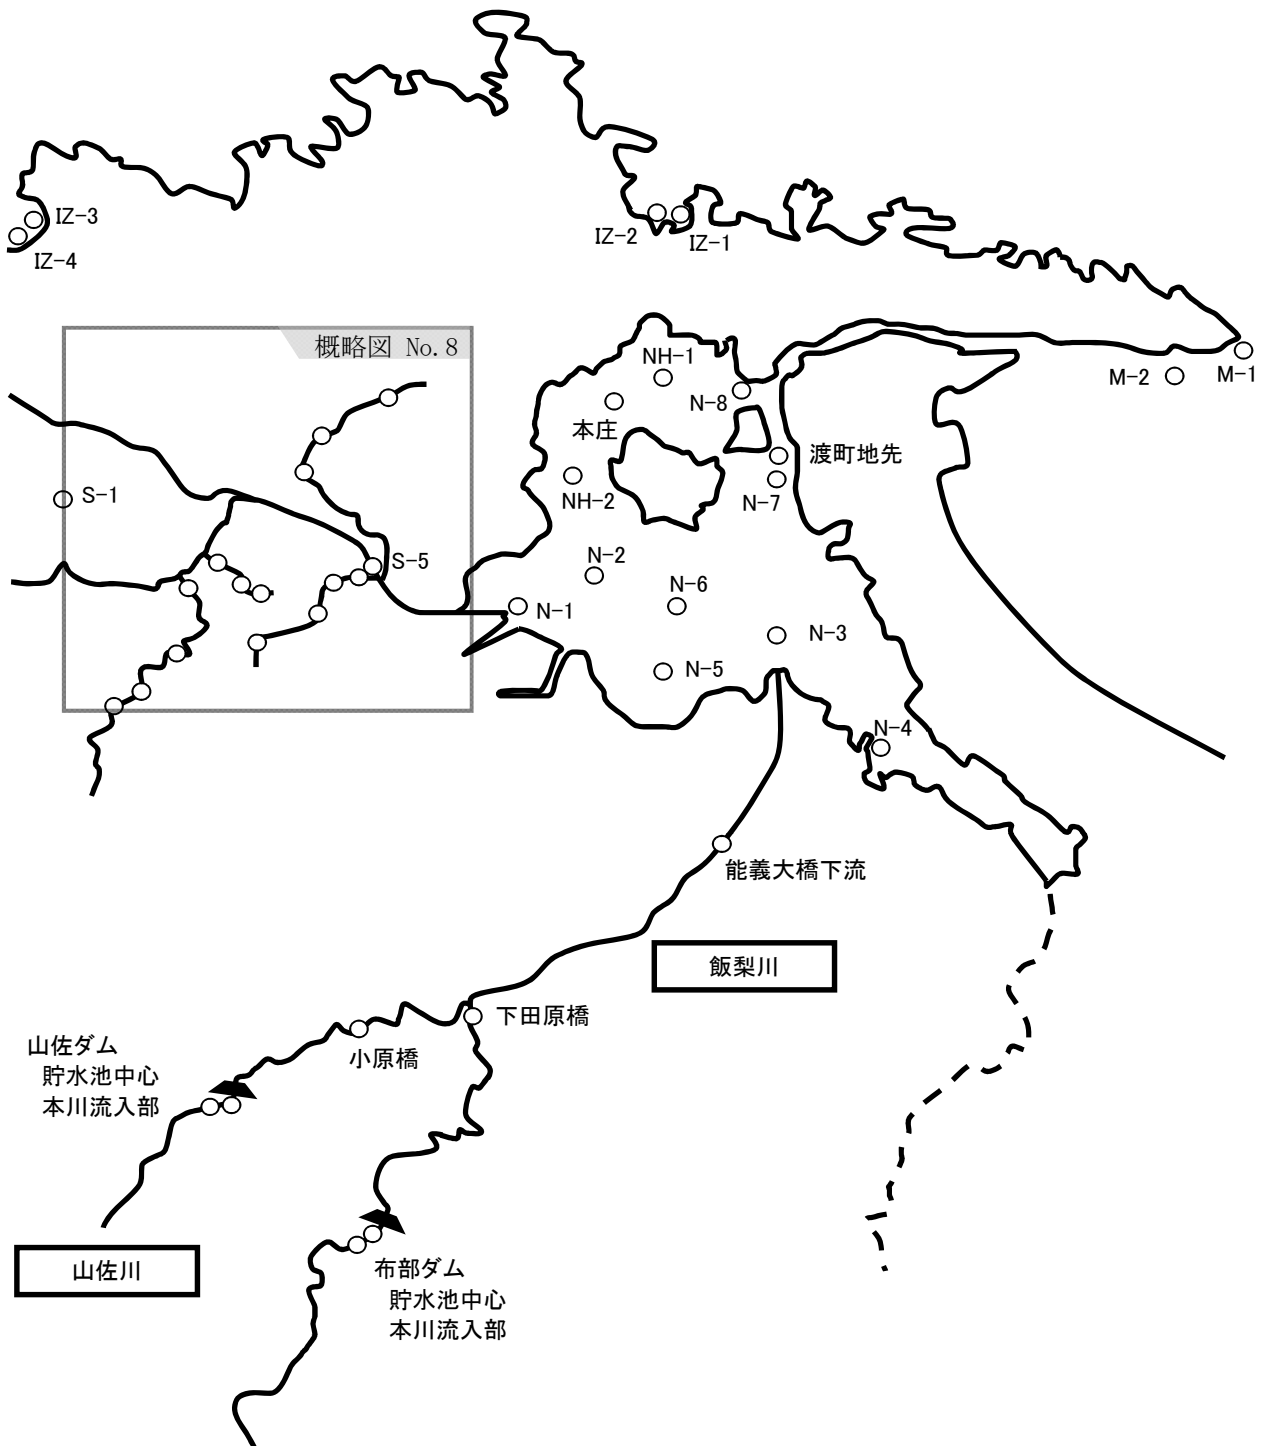 IZ-3
IZ-4
IZ-2
IZ-1
概略図 No.8
NH-1
M-2
M-1
N-8
本庄
渡町地先
S-1
NH-2
N-7
S-5
N-2
N-6
N-1
N-3
N-5
N-4
能義大橋下流
飯梨川
下田原橋
小原橋
山佐ダム
貯水池中心
本川流入部
山佐川
布部ダム
貯水池中心
本川流入部